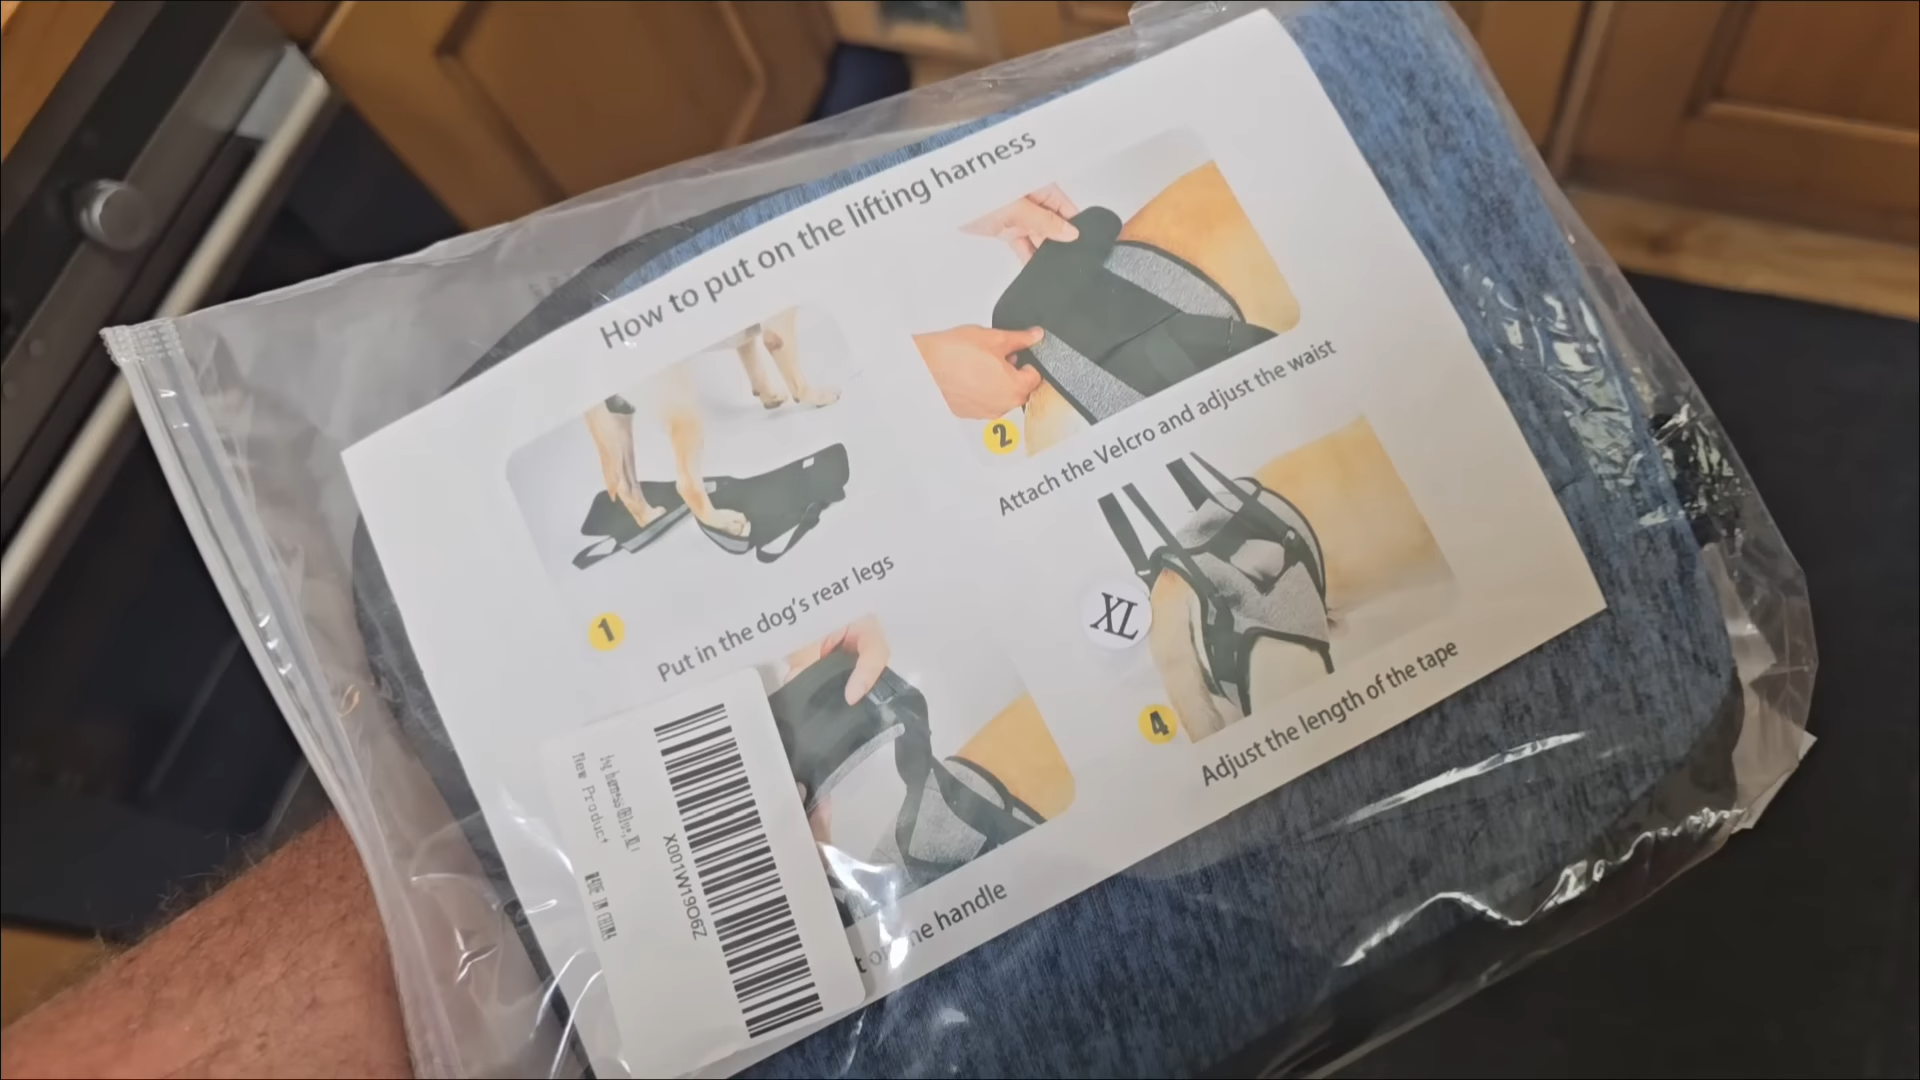 How to put on the lifting harness
1
Put in the dog's rear legs
2
Attach the Velcro and adjust the waist
XL
4
Adjust the length of the tape
handle
X001W19O6Z
New Product
MADE IN CHINA